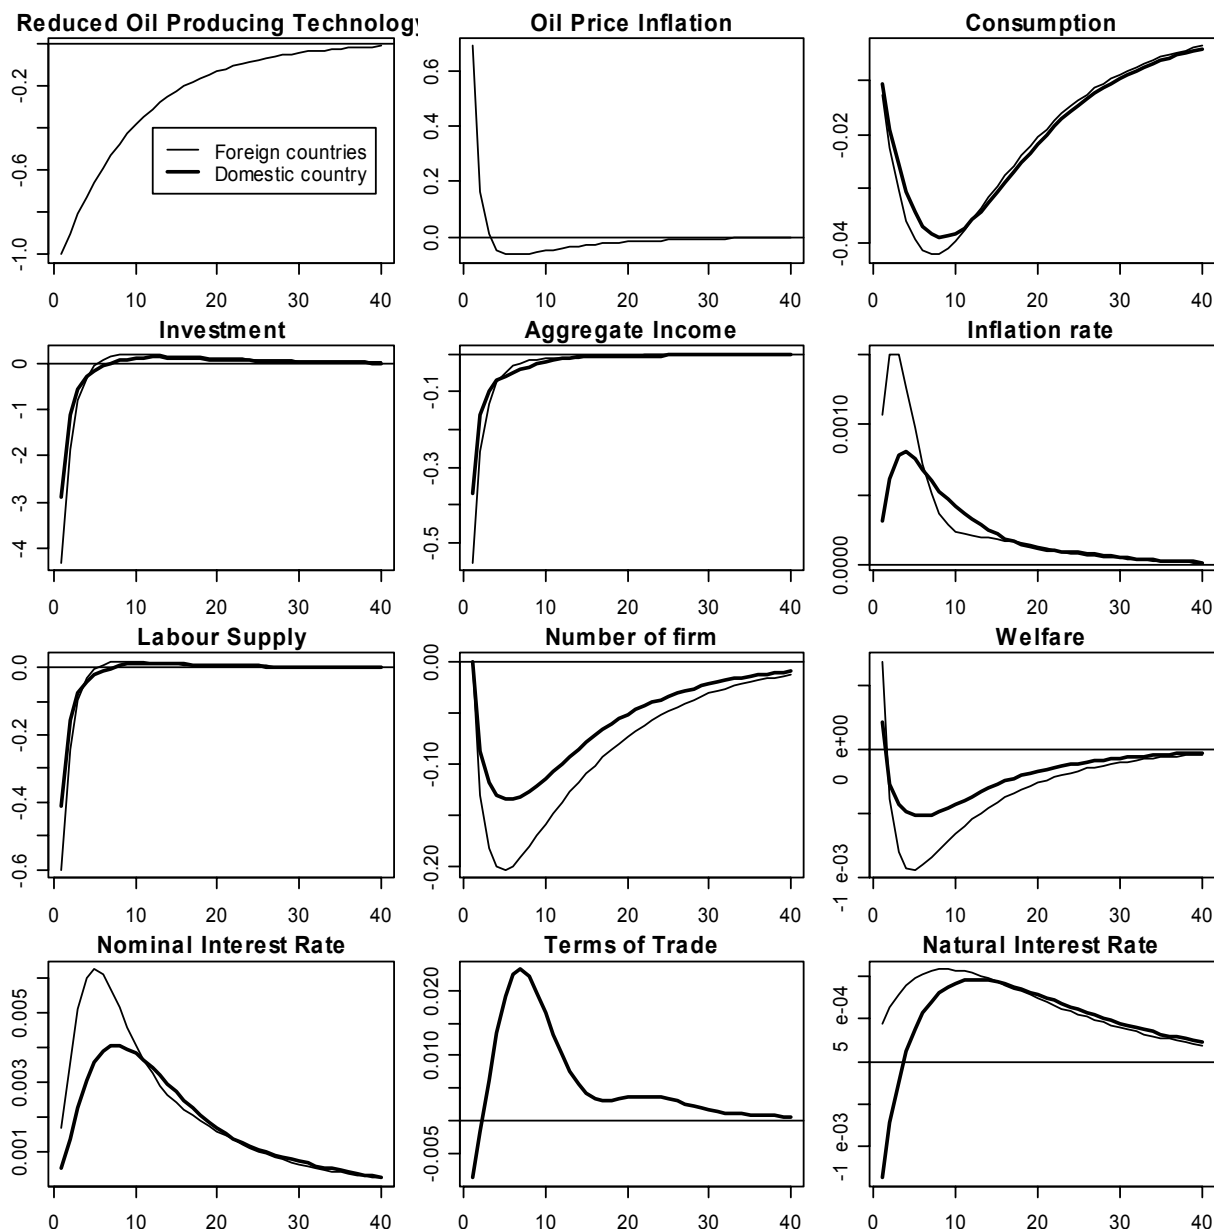 Reduced Oil Producing Technology
Oil Price Inflation
Consumption
-0.2
-0.6
-1.0
Foreign countries
Domestic country
0 10 20 30 40
0.6
0.4
0.2
0.0
0 10 20 30 40
-0.02
-0.04
0 10 20 30 40
Investment
Aggregate Income
Inflation rate
0
-1
-2
-3
-4
0 10 20 30 40
-0.1
-0.3
-0.5
0 10 20 30 40
0.0010
0.0000
0 10 20 30 40
Labour Supply
Number of firm
Welfare
0.0
-0.2
-0.4
-0.6
0 10 20 30 40
0.00
-0.10
-0.20
0 10 20 30 40
0 e+00
-1 e-03
0 10 20 30 40
Nominal Interest Rate
Terms of Trade
Natural Interest Rate
0.005
0.003
0.001
0 10 20 30 40
0.020
0.010
-0.005
0 10 20 30 40
5 e-04
-1 e-03
0 10 20 30 40